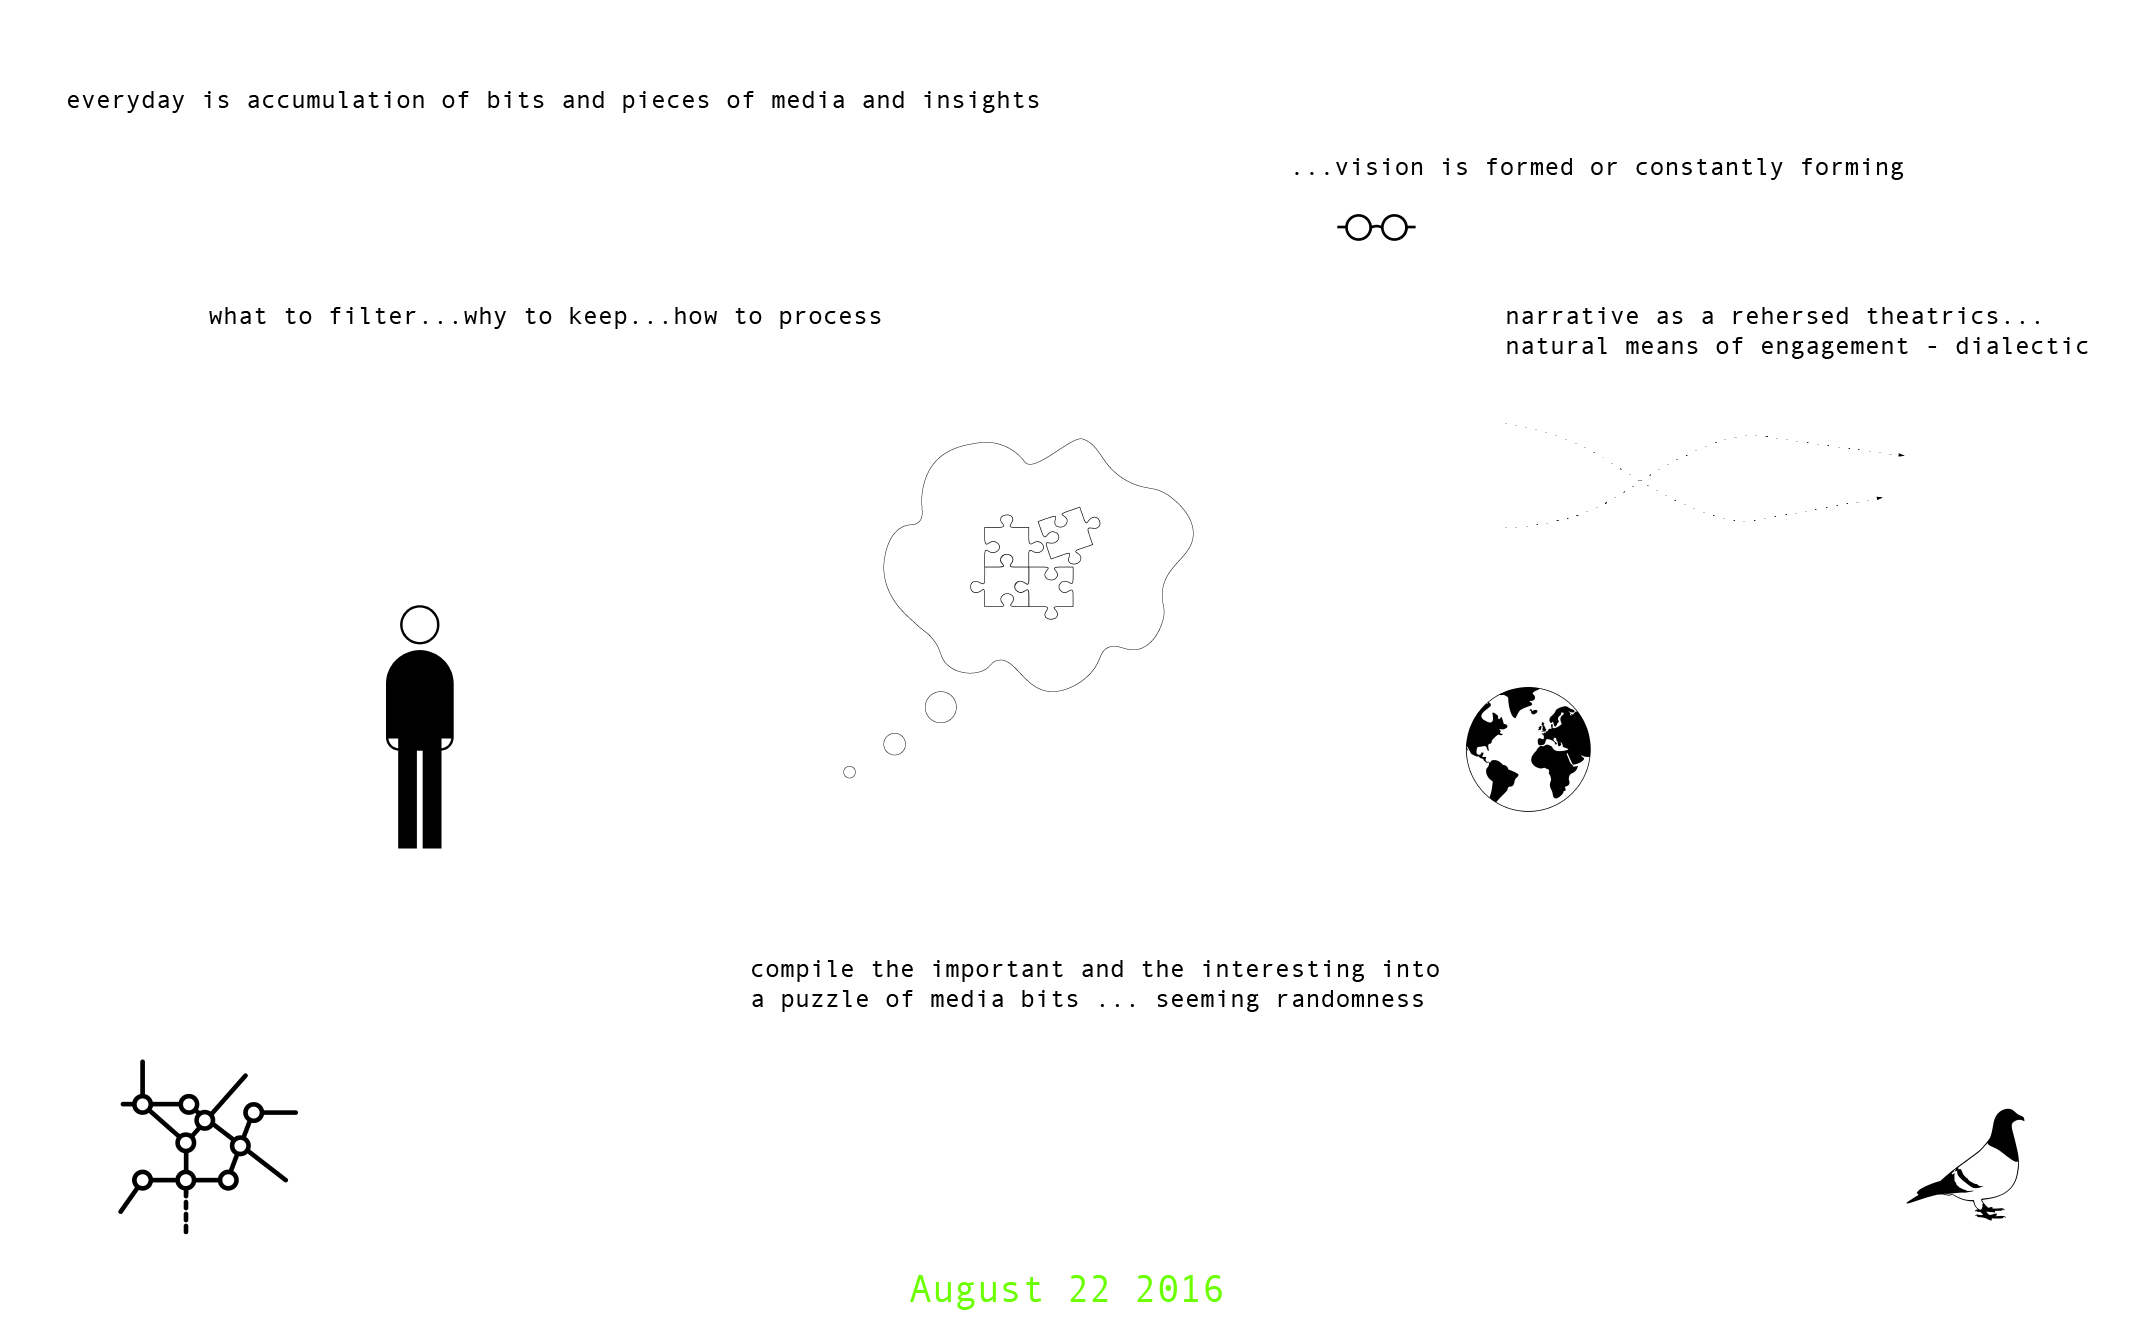 everyday is accumulation of bits and pieces of media and insights
...vision is formed or constantly forming
what to filter...why to keep...how to process
narrative as a rehersed theatrics...
natural means of engagement - dialectic
compile the important and the interesting into
a puzzle of media bits ... seeming randomness
August 22 2016